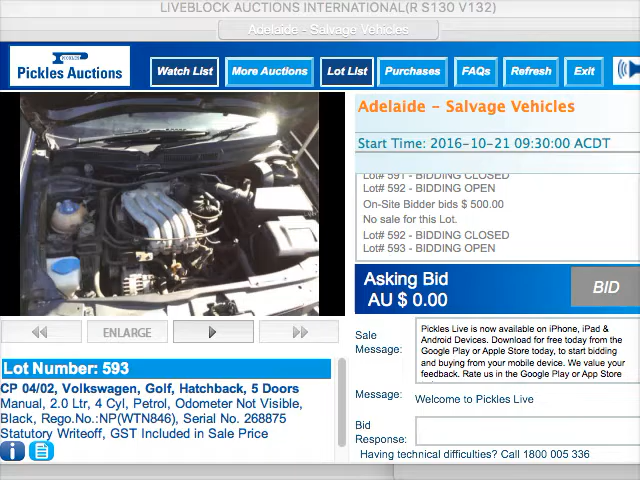 LIVEBLOCK AUCTIONS INTERNATIONAL(R S130 V132)
Adelaide - Salvage Vehicles
Pickles Auctions
Watch List
More Auctions
Lot List
Purchases
FAQs
Refresh
Exit
Adelaide - Salvage Vehicles
Start Time: 2016-10-21 09:30:00 ACDT
Lot# 591 - BIDDING CLOSED
Lot# 592 - BIDDING OPEN
On-Site Bidder bids $ 500.00
No sale for this Lot.
Lot# 592 - BIDDING CLOSED
Lot# 593 - BIDDING OPEN
Asking Bid
AU $ 0.00
BID
ENLARGE
Sale
Message:
Pickles Live is now available on iPhone, iPad &
Android Devices. Download for free today from the
Google Play or Apple Store today, to start bidding
and buying from your mobile device. We value your
feedback. Rate us in the Google Play or App Store
Message:
Welcome to Pickles Live
Bid
Response:
Having technical difficulties? Call 1800 005 336
Lot Number: 593
CP 04/02, Volkswagen, Golf, Hatchback, 5 Doors
Manual, 2.0 Ltr, 4 Cyl, Petrol, Odometer Not Visible,
Black, Rego.No.:NP(WTN846), Serial No. 268875
Statutory Writeoff, GST Included in Sale Price